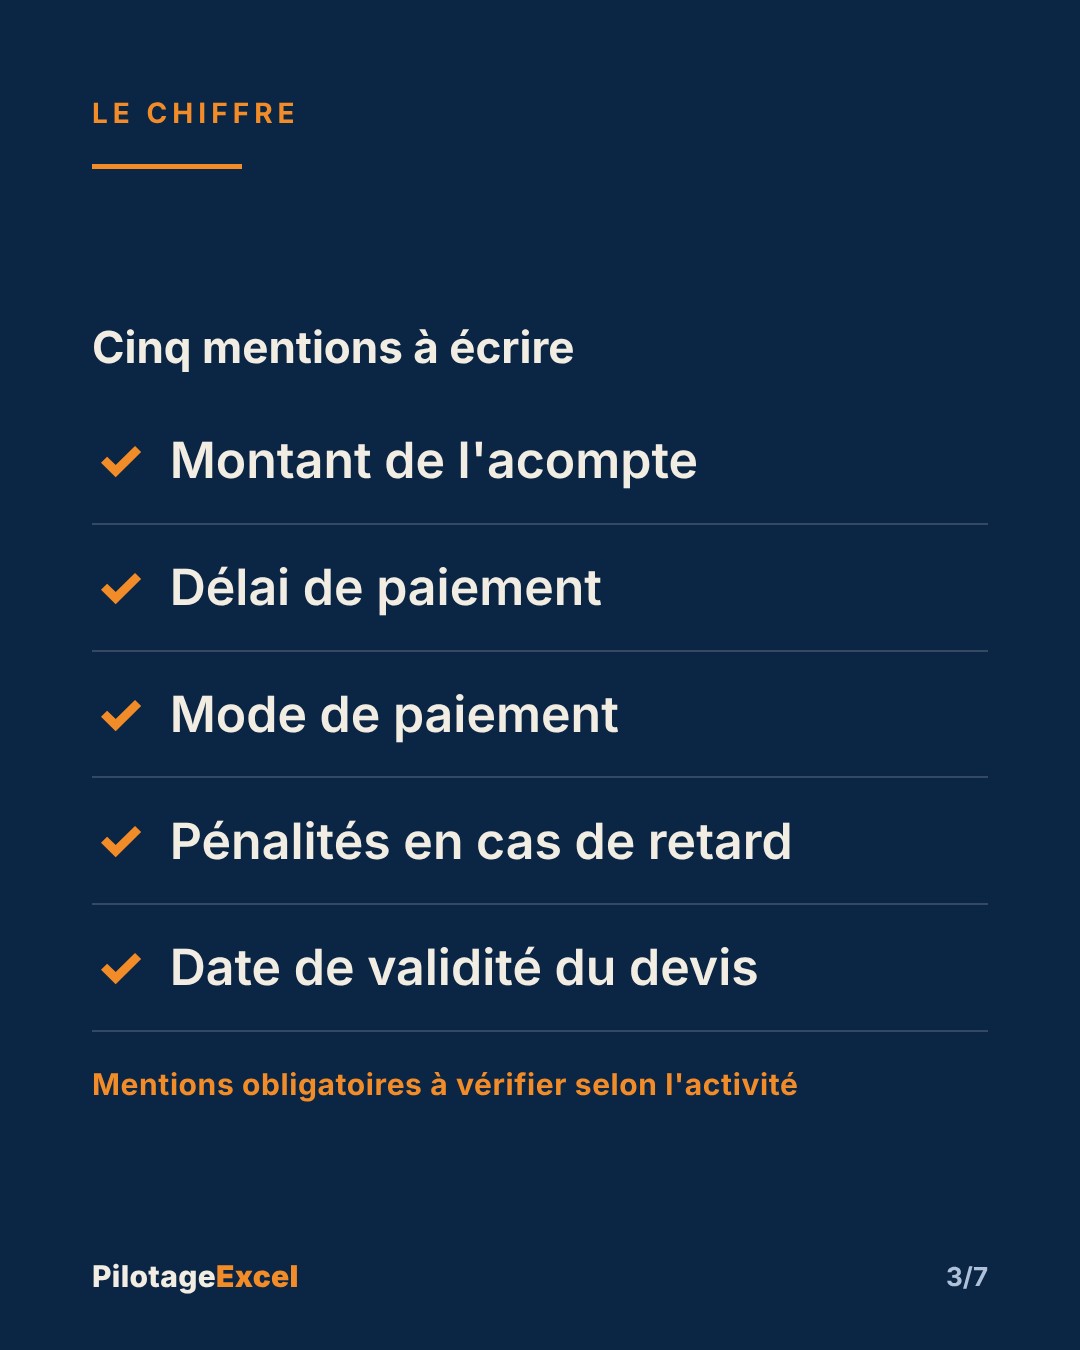 LE CHIFFRE
Cinq mentions à écrire
Montant de l'acompte
Délai de paiement
Mode de paiement
Pénalités en cas de retard
Date de validité du devis
Mentions obligatoires à vérifier selon l'activité
PilotageExcel
3/7